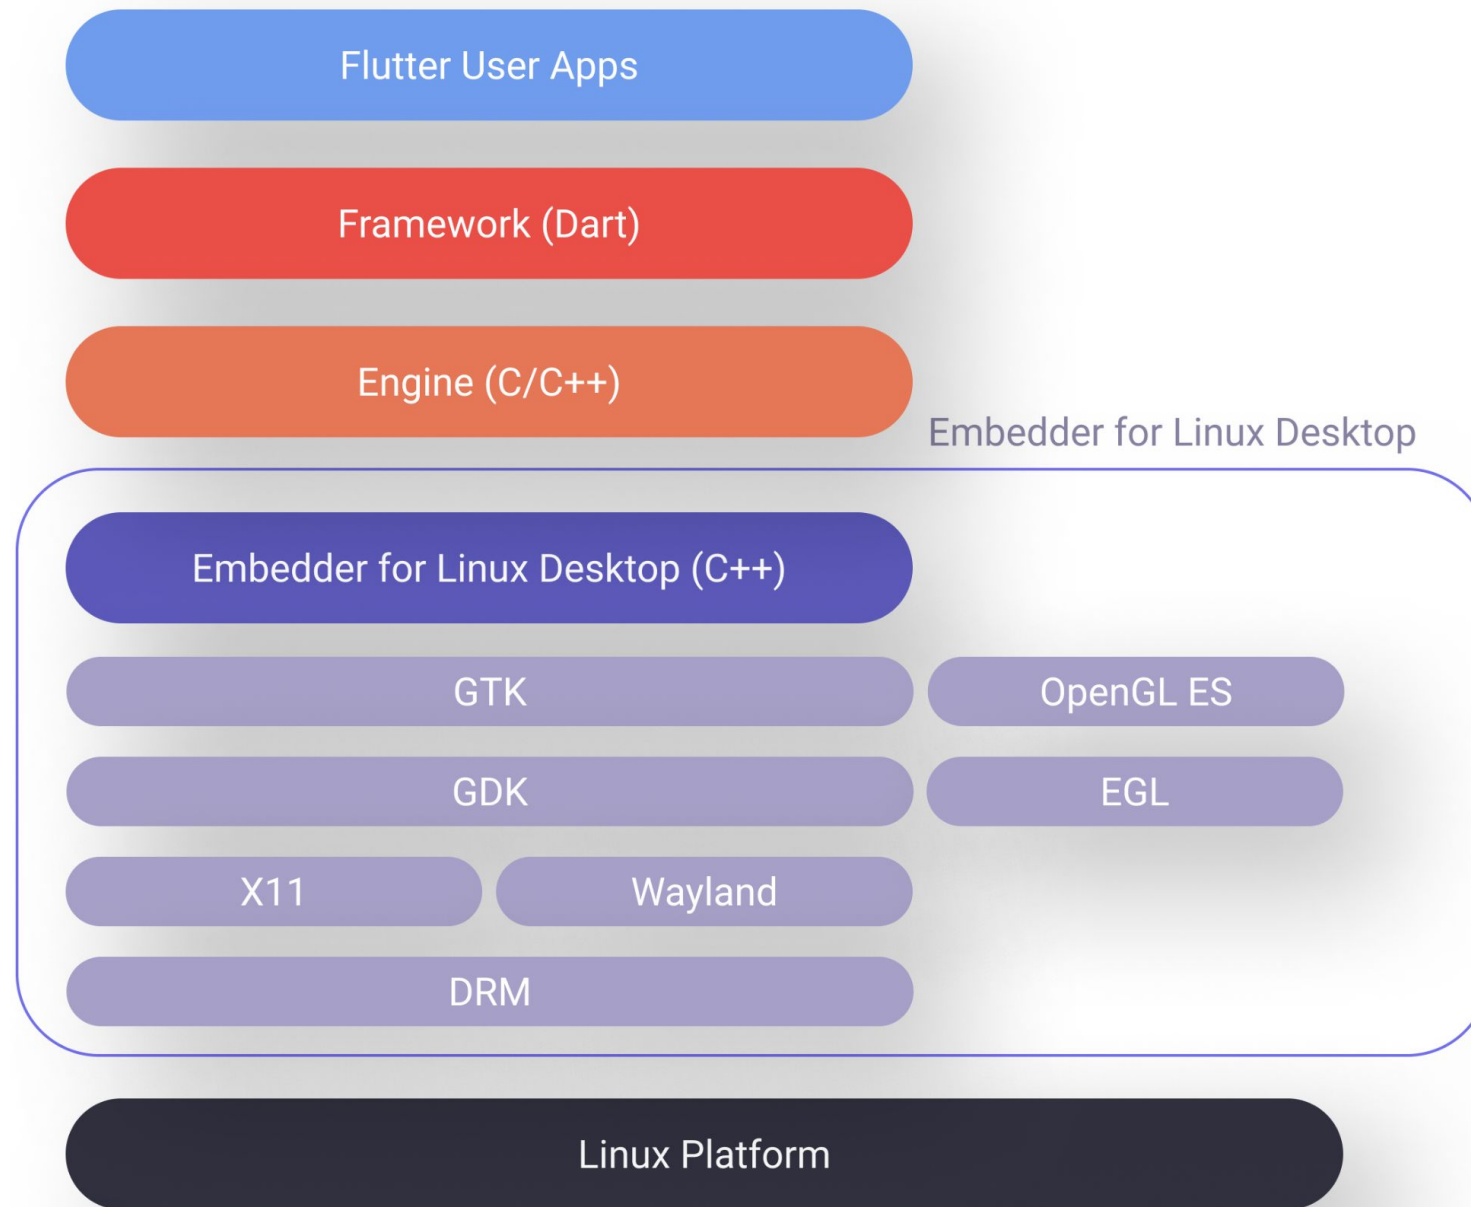 Flutter User Apps
Framework (Dart)
Engine (C/C++)
Embedder for Linux Desktop
Embedder for Linux Desktop (C++)
GTK
OpenGL ES
GDK
EGL
X11
Wayland
DRM
Linux Platform